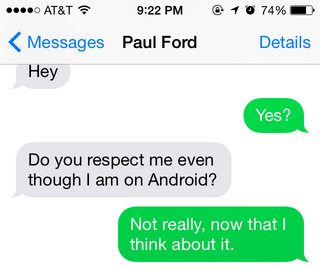 AT&T 9:22 PM 74%
Messages Paul Ford Details
Hey
Yes?
Do you respect me even
though I am on Android?
Not really, now that I
think about it.